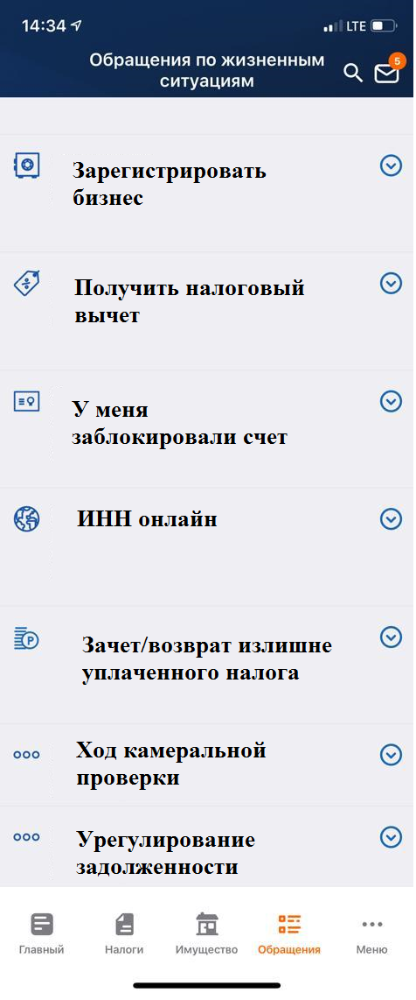 14:34
LTE
Обращения по жизненным
ситуациям
5
Зарегистрировать
бизнес
Получить налоговый
вычет
У меня
заблокировали счет
ИНН онлайн
Зачет/возврат излишне
уплаченного налога
Ход камеральной
проверки
Урегулирование
задолженности
Главный
Налоги
Имущество
Обращения
Меню